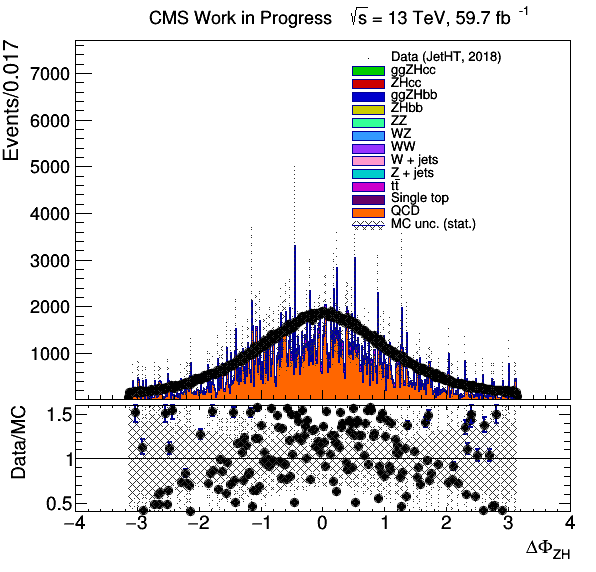 CMS Work in Progress √s = 13 TeV, 59.7 fb⁻¹
Events/0.017
7000
6000
5000
4000
3000
2000
1000
Data (JetHT, 2018)
ggZHcc
ZHcc
ggZHbb
ZHbb
ZZ
WZ
WW
W + jets
Z + jets
tt̄
Single top
QCD
MC unc. (stat.)
Data/MC
1.5
1
0.5
−4 −3 −2 −1 0 1 2 3 4
ΔΦ_ZH